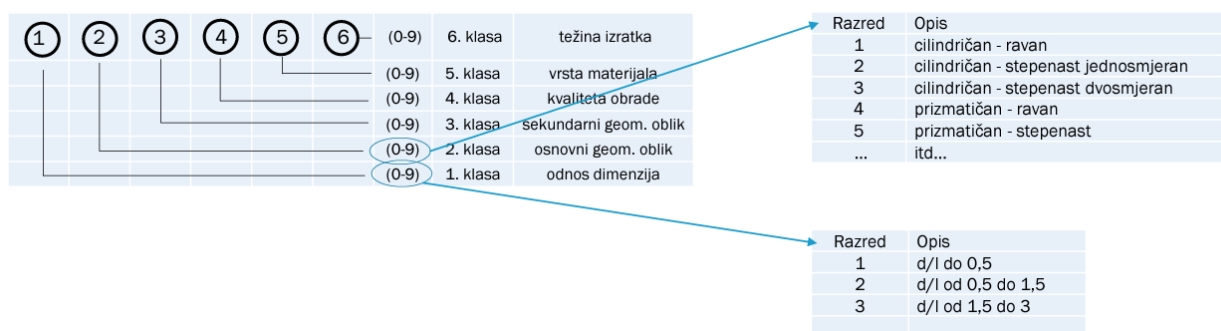 1 2 3 4 5 6 (0-9) 6. klasa težina izratka
(0-9) 5. klasa vrsta materijala
(0-9) 4. klasa kvaliteta obrade
(0-9) 3. klasa sekundarni geom. oblik
(0-9) 2. klasa osnovni geom. oblik
(0-9) 1. klasa odnos dimenzija
Razred Opis
1 cilindričan - ravan
2 cilindričan - stepenast jednosmjeran
3 cilindričan - stepenast dvosmjeran
4 prizmatičan - ravan
5 prizmatičan - stepenast
... itd...
Razred Opis
1 d/l do 0,5
2 d/l od 0,5 do 1,5
3 d/l od 1,5 do 3